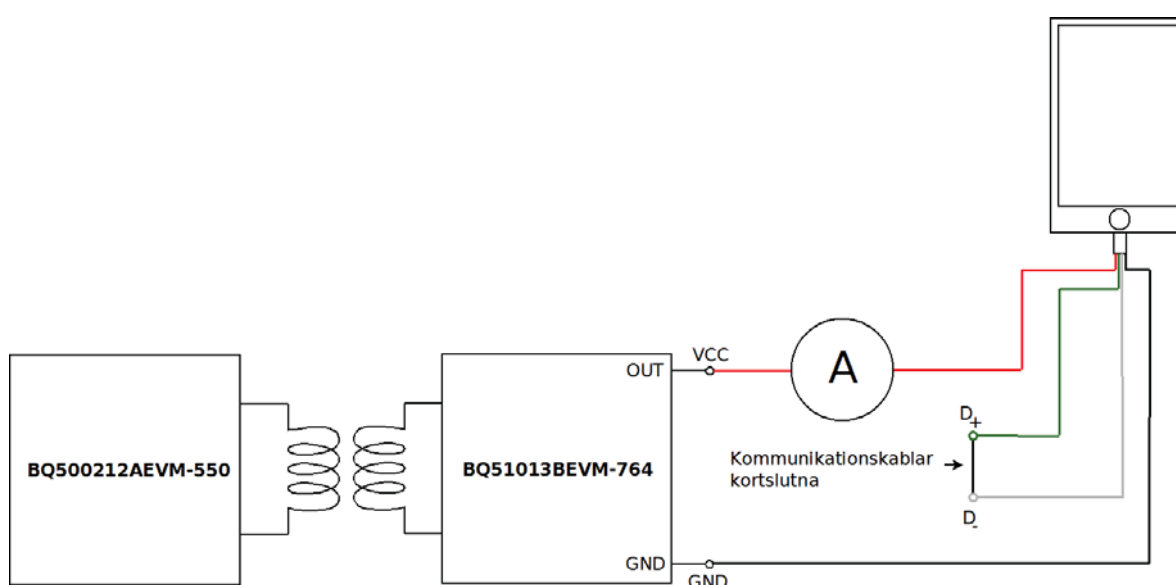 BQ500212AEVM-550
BQ51013BEVM-764
OUT
VCC
A
D+
Kommunikationskablar
kortslutna
D-
GND
GND